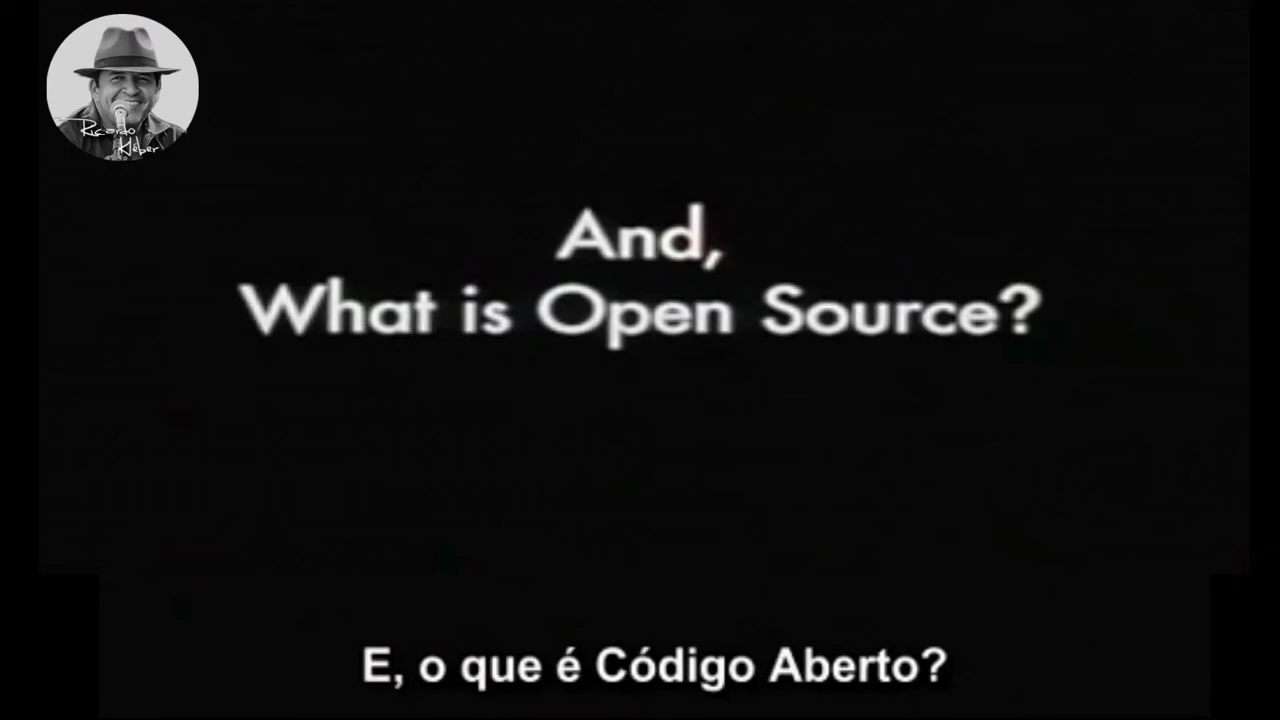 Ricardo
Kléber
And,
What is Open Source?
E, o que é Código Aberto?